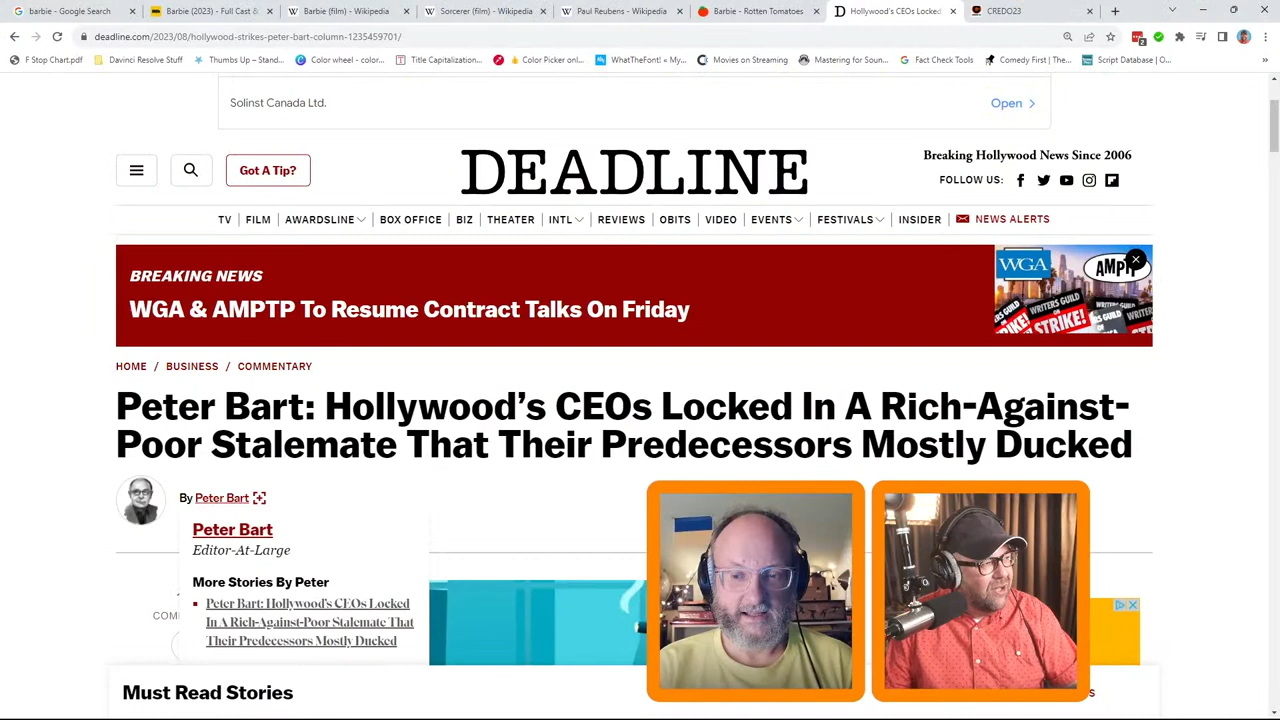 barbie - Google Search
Barbie (2023) - Full Cast &
Barbie (film) - Wikipedia
Sorcerer (film) - Wikipedia
Paul Reubens - Wikipedia
Barbie - Rotten Tomatoes
Hollywood's CEOs Locked
CREDO23
deadline.com/2023/08/hollywood-strikes-peter-bart-column-1235459701/
F Stop Chart.pdf
Davinci Resolve Stuff
Thumbs Up – Stand...
Color wheel - color...
Title Capitalization...
Color Picker onl...
WhatTheFont! « My...
Movies on Streaming
Mastering for Soun...
Fact Check Tools
Comedy First | The...
Script Database | O...
Solinst Canada Ltd.
Open
Got A Tip?
DEADLINE
Breaking Hollywood News Since 2006
FOLLOW US:
TV | FILM | AWARDSLINE | BOX OFFICE | BIZ | THEATER | INTL | REVIEWS | OBITS | VIDEO | EVENTS | FESTIVALS | INSIDER | NEWS ALERTS
BREAKING NEWS
WGA & AMPTP To Resume Contract Talks On Friday
WGA
WRITERS GUILD
STRIKE!
HOME / BUSINESS / COMMENTARY
Peter Bart: Hollywood's CEOs Locked In A Rich-Against-
Poor Stalemate That Their Predecessors Mostly Ducked
By Peter Bart
Peter Bart
Editor-At-Large
More Stories By Peter
Peter Bart: Hollywood's CEOs Locked
In A Rich-Against-Poor Stalemate That
Their Predecessors Mostly Ducked
Must Read Stories